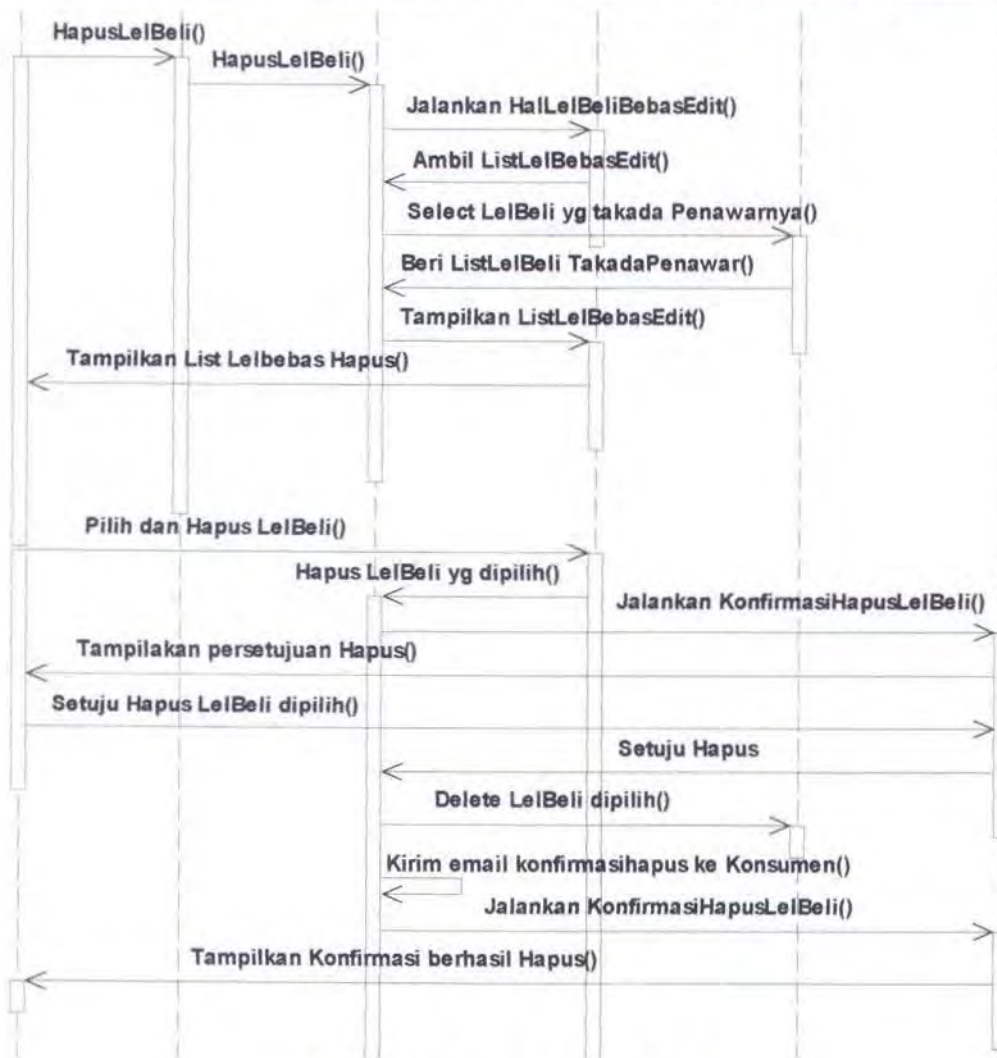 HapusLelBeli()
HapusLelBeli()
Jalankan HalLelBeliBebasEdit()
Ambil ListLelBebasEdit()
Select LelBeli yg takada Penawarnya()
Beri ListLelBeli TakadaPenawar()
Tampilkan ListLelBebasEdit()
Tampilkan List Lelbebas Hapus()
Pilih dan Hapus LelBeli()
Hapus LelBeli yg dipilih()
Jalankan KonfirmasiHapusLelBeli()
Tampilakan persetujuan Hapus()
Setuju Hapus LelBeli dipilih()
Setuju Hapus
Delete LelBeli dipilih()
Kirim email konfirmasihapus ke Konsumen()
Jalankan KonfirmasiHapusLelBeli()
Tampilkan Konfirmasi berhasil Hapus()